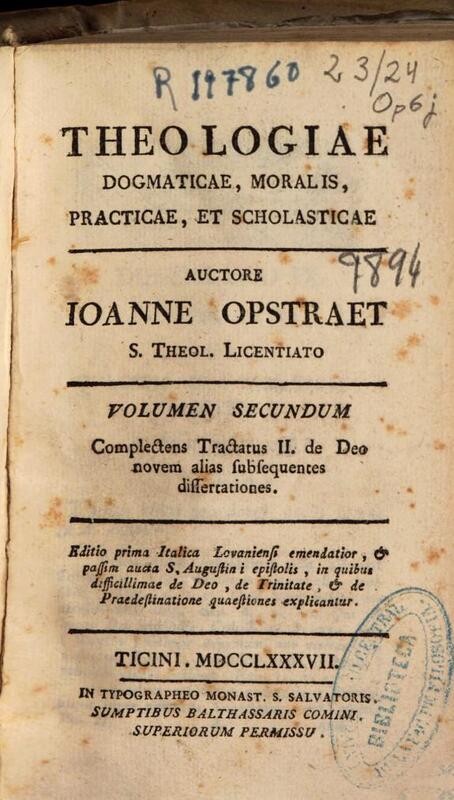 R 197860
23/24
Op6j
THEOLOGIAE
DOGMATICAE, MORALIS,
PRACTICAE, ET SCHOLASTICAE
9894
AUCTORE
IOANNE OPSTRAET
S. THEOL. LICENTIATO
VOLUMEN SECUNDUM
Complectens Tractatus II. de Deo
novem alias ſubſequentes
diſſertationes.
Editio prima Italica Lovanienſi emendatior, &
paſſim aucta S. Auguſtini epiſtolis, in quibus
difficillimae de Deo, de Trinitate, & de
Praedeſtinatione quaeſtiones explicantur.
TICINI. MDCCLXXXVII.
IN TYPOGRAPHEO MONAST. S. SALVATORIS.
SUMPTIBUS BALTHASSARIS COMINI.
SUPERIORUM PERMISSU.
BIBLIOTECA